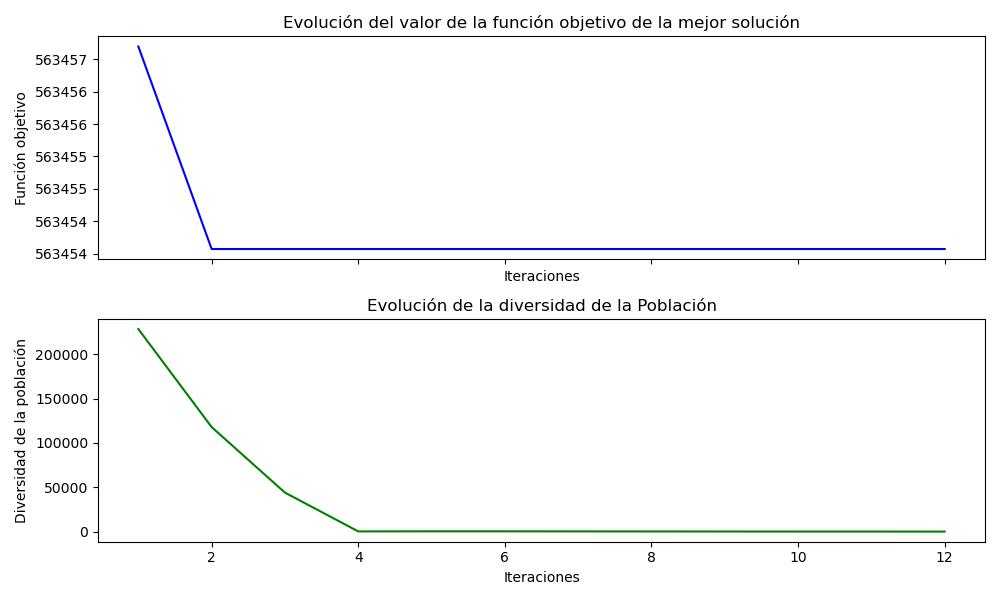 Evolución del valor de la función objetivo de la mejor solución
Función objetivo
563457
563456
563456
563455
563455
563454
563454
Iteraciones
Evolución de la diversidad de la Población
Diversidad de la población
200000
150000
100000
50000
0
2 4 6 8 10 12
Iteraciones